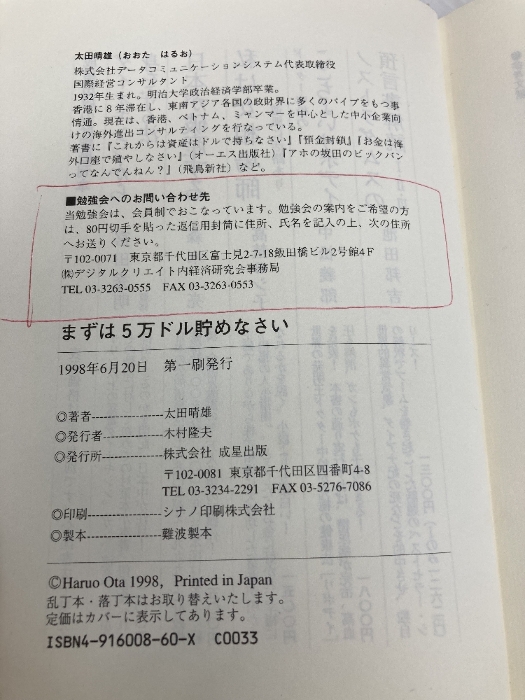 太田晴雄(おおた はるお)
株式会社データコミュニケーションシステム代表取締役
国際経営コンサルタント
1932年生まれ。明治大学政治経済学部卒業。
香港に8年滞在し、東南アジア各国の政財界に多くのパイプをもつ事
情通。現在は、香港、ベトナム、ミャンマーを中心とした中小企業向
けの海外進出コンサルティングを行なっている。
著書に『これからは資産はドルで持ちなさい』『預金封鎖』『お金は海
外口座で殖やしなさい』(オーエス出版社)『アホの坂田のビックバン
ってなんでんねん?』(飛鳥新社)など。
■勉強会へのお問い合わせ先
当勉強会は、会員制でおこなっています。勉強会の案内をご希望の方
は、80円切手を貼った返信用封筒に住所、氏名を記入の上、次の住所
へお送りください。
〒102-0071 東京都千代田区富士見2-7-18飯田橋ビル2号館4F
㈱デジタルクリエイト内経済研究会事務局
TEL 03-3263-0555 FAX 03-3263-0553
まずは5万ドル貯めなさい
1998年6月20日 第一刷発行
◎著者------------------太田晴雄
◎発行者---------------木村隆夫
◎発行所---------------株式会社 成星出版
〒102-0081 東京都千代田区四番町4-8
TEL 03-3234-2291 FAX 03-5276-7086
◎印刷------------------シナノ印刷株式会社
◎製本------------------難波製本
©Haruo Ota 1998, Printed in Japan
乱丁本・落丁本はお取り替えいたします。
定価はカバーに表示してあります。
ISBN4-916008-60-X C0033